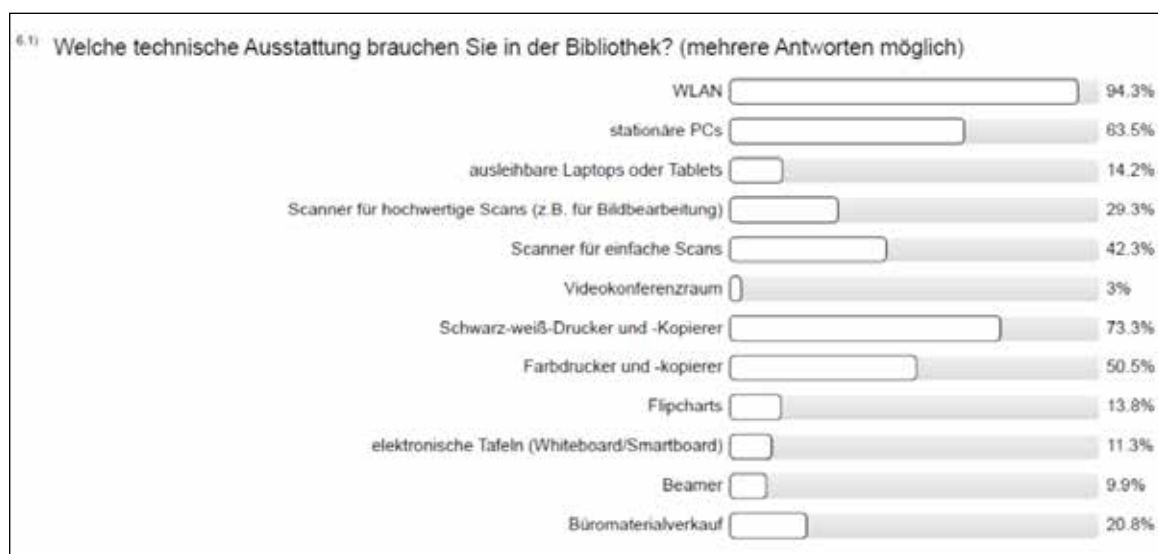 6.1) Welche technische Ausstattung brauchen Sie in der Bibliothek? (mehrere Antworten möglich)
WLAN 94.3%
stationäre PCs 63.5%
ausleihbare Laptops oder Tablets 14.2%
Scanner für hochwertige Scans (z.B. für Bildbearbeitung) 29.3%
Scanner für einfache Scans 42.3%
Videokonferenzraum 3%
Schwarz-weiß-Drucker und -Kopierer 73.3%
Farbdrucker und -kopierer 50.5%
Flipcharts 13.8%
elektronische Tafeln (Whiteboard/Smartboard) 11.3%
Beamer 9.9%
Büromaterialverkauf 20.8%